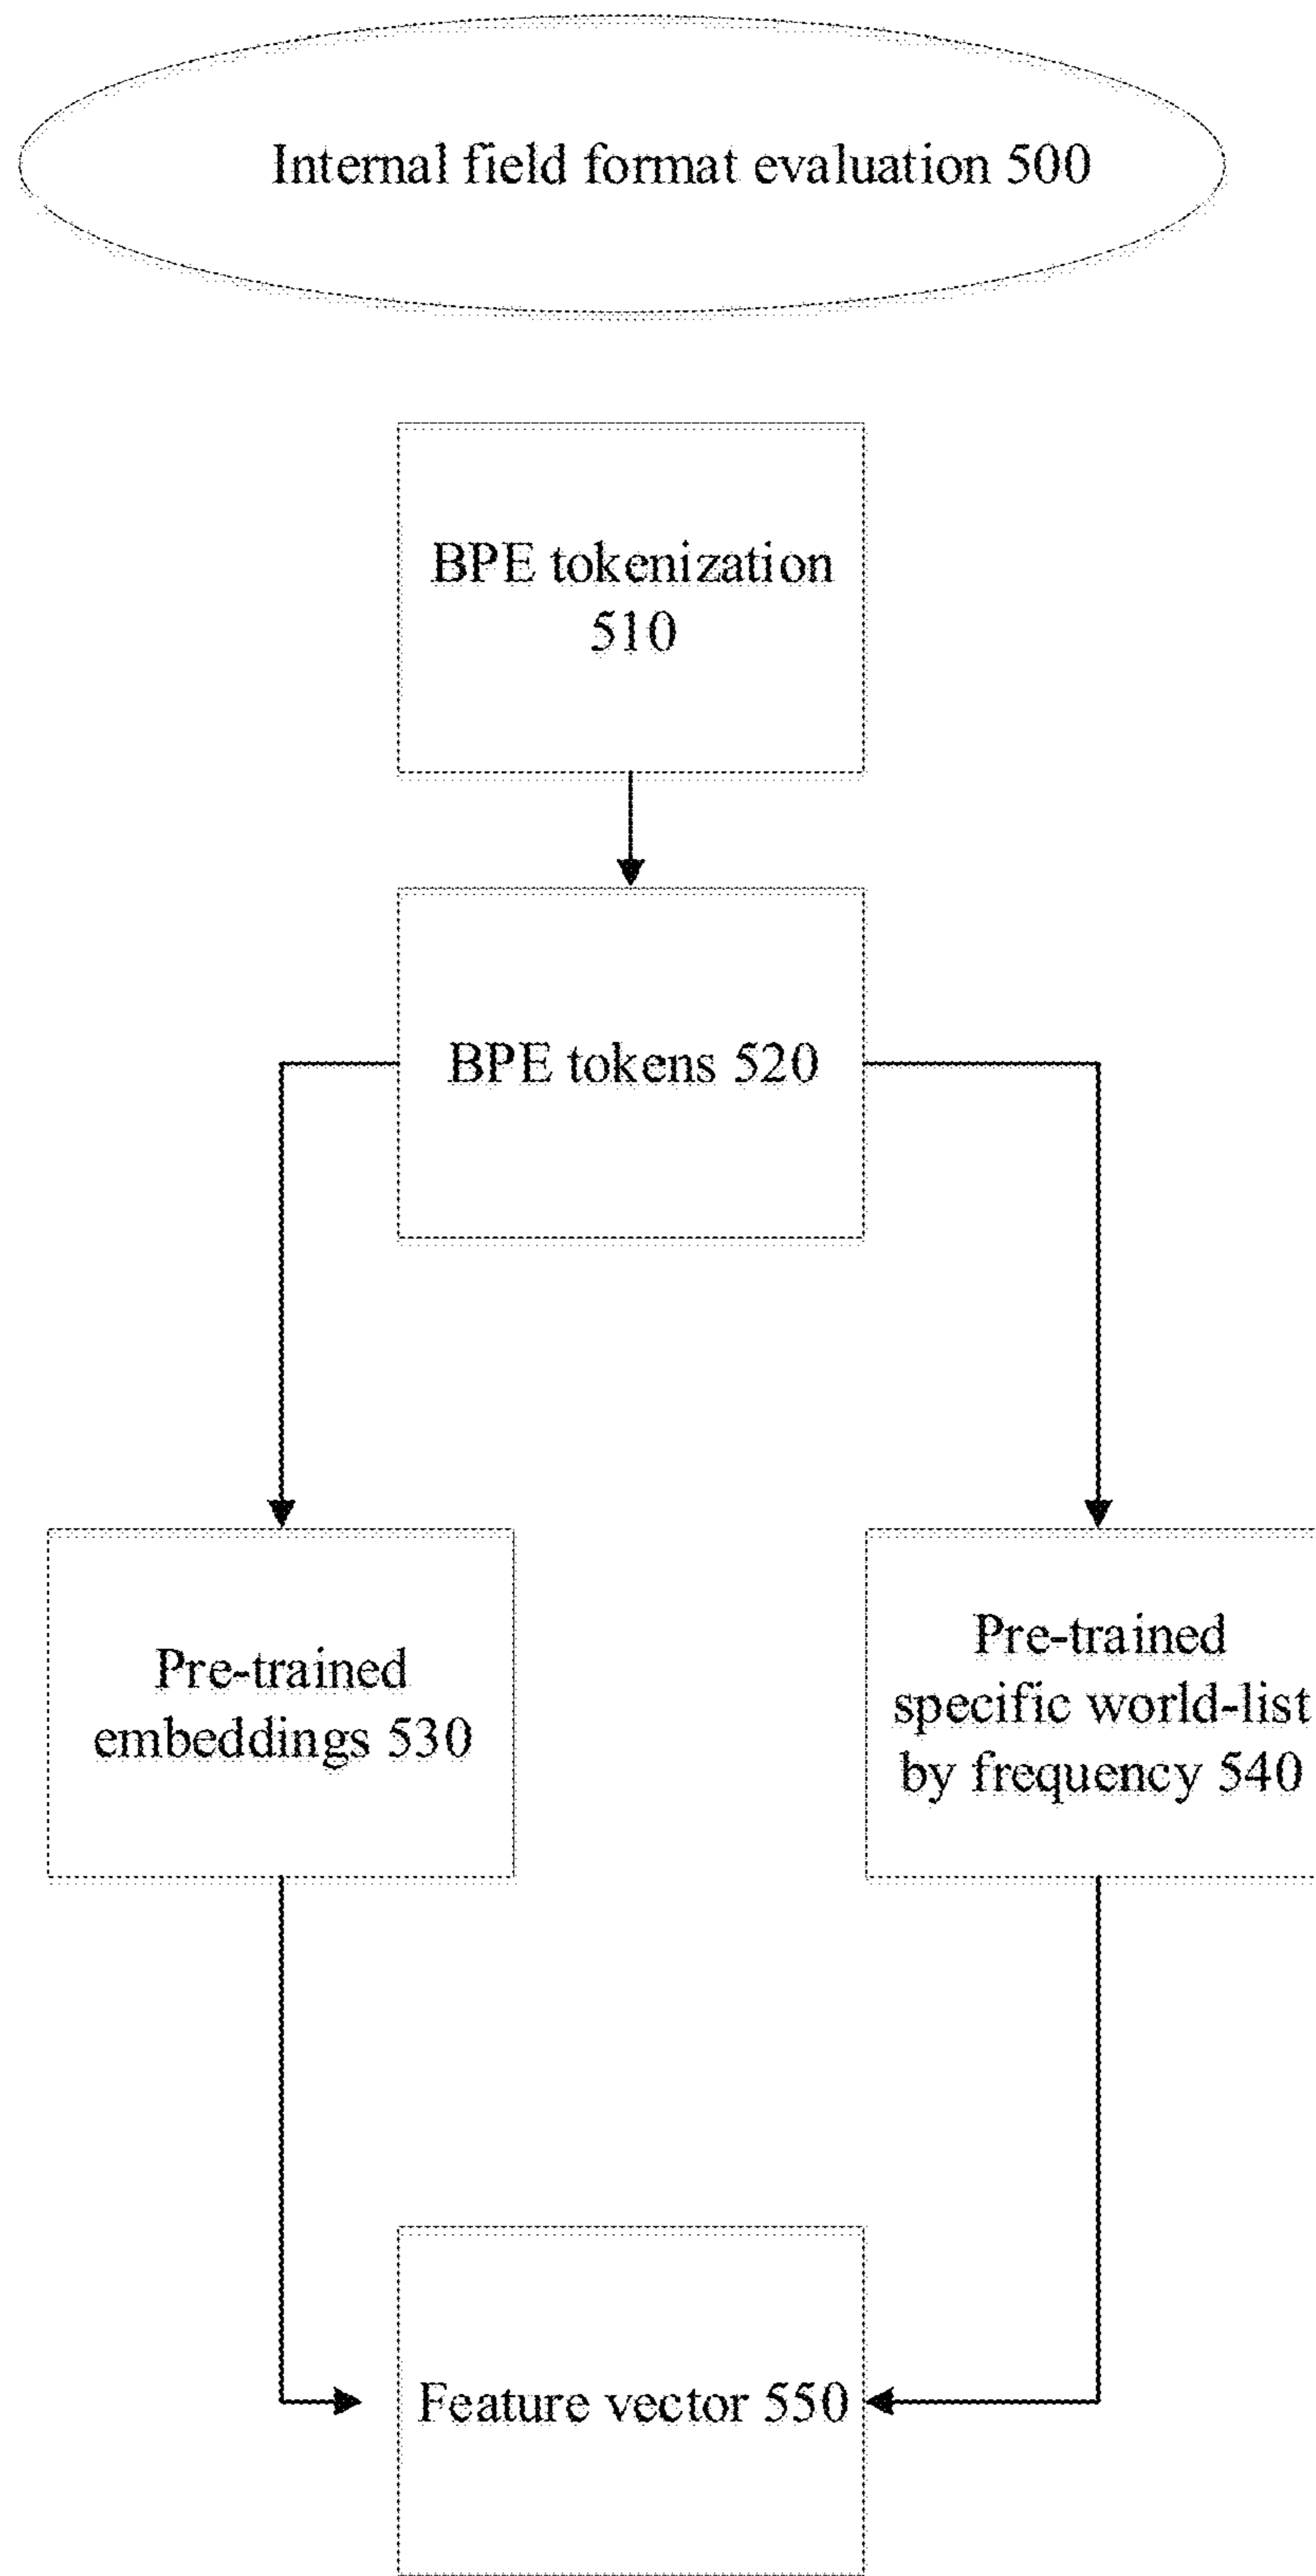 Internal field format evaluation 500
BPE tokenization
510
BPE tokens 520
Pre-trained
embeddings 530
Pre-trained
specific world-list
by frequency 540
Feature vector 550